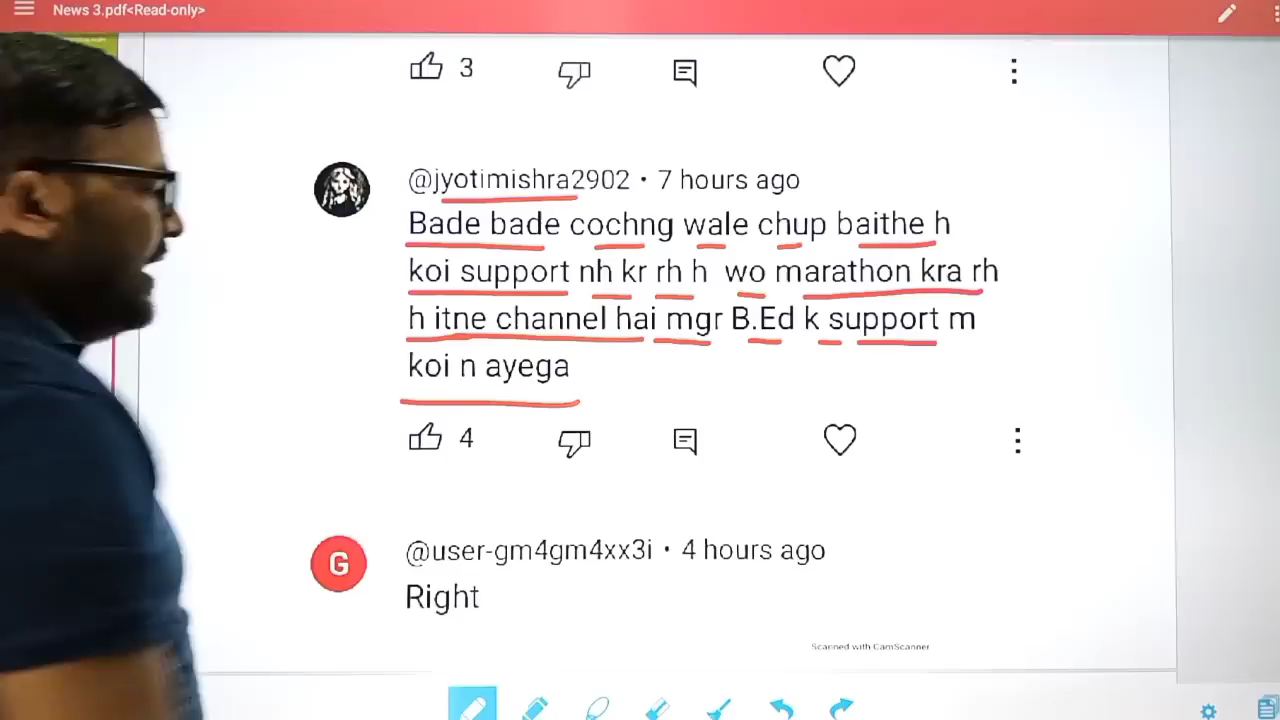 News 3.pdf<Read-only>
3
@jyotimishra2902 · 7 hours ago
Bade bade cochng wale chup baithe h
koi support nh kr rh h wo marathon kra rh
h itne channel hai mgr B.Ed k support m
koi n ayega
4
G
@user-gm4gm4xx3i · 4 hours ago
Right
Scanned with CamScanner